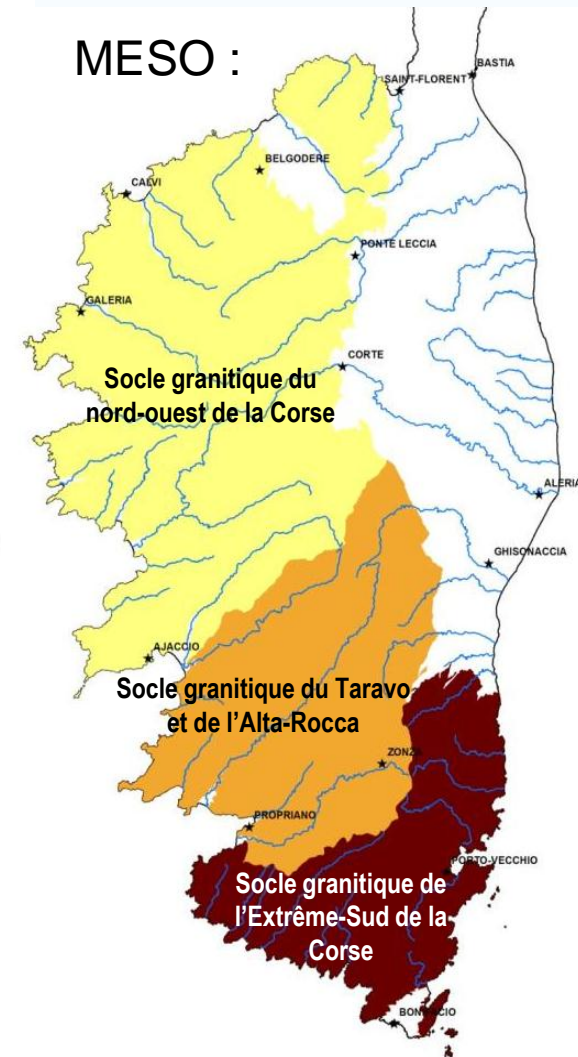 MESO :
BASTIA
SAINT-FLORENT
BELGODERE
CALVI
PONTE LECCIA
GALERIA
CORTE
Socle granitique du
nord-ouest de la Corse
ALERIA
GHISONACCIA
AJACCIO
Socle granitique du Taravo
et de l'Alta-Rocca
ZONZA
PROPRIANO
PORTO-VECCHIO
Socle granitique de
l'Extrême-Sud de la
Corse
BONIFACIO